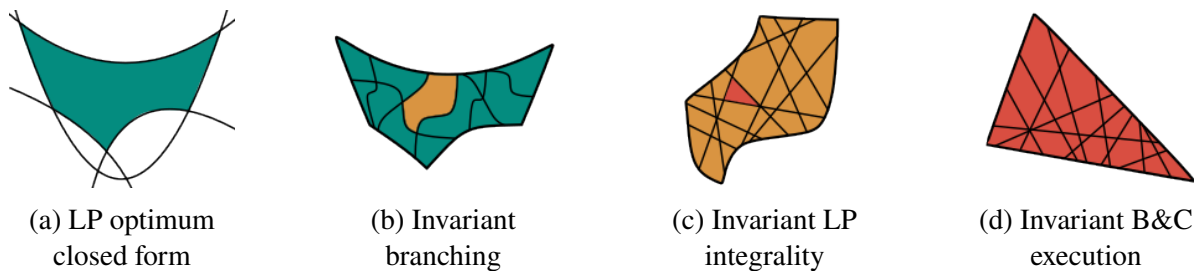 (a) LP optimum
closed form
(b) Invariant
branching
(c) Invariant LP
integrality
(d) Invariant B&C
execution